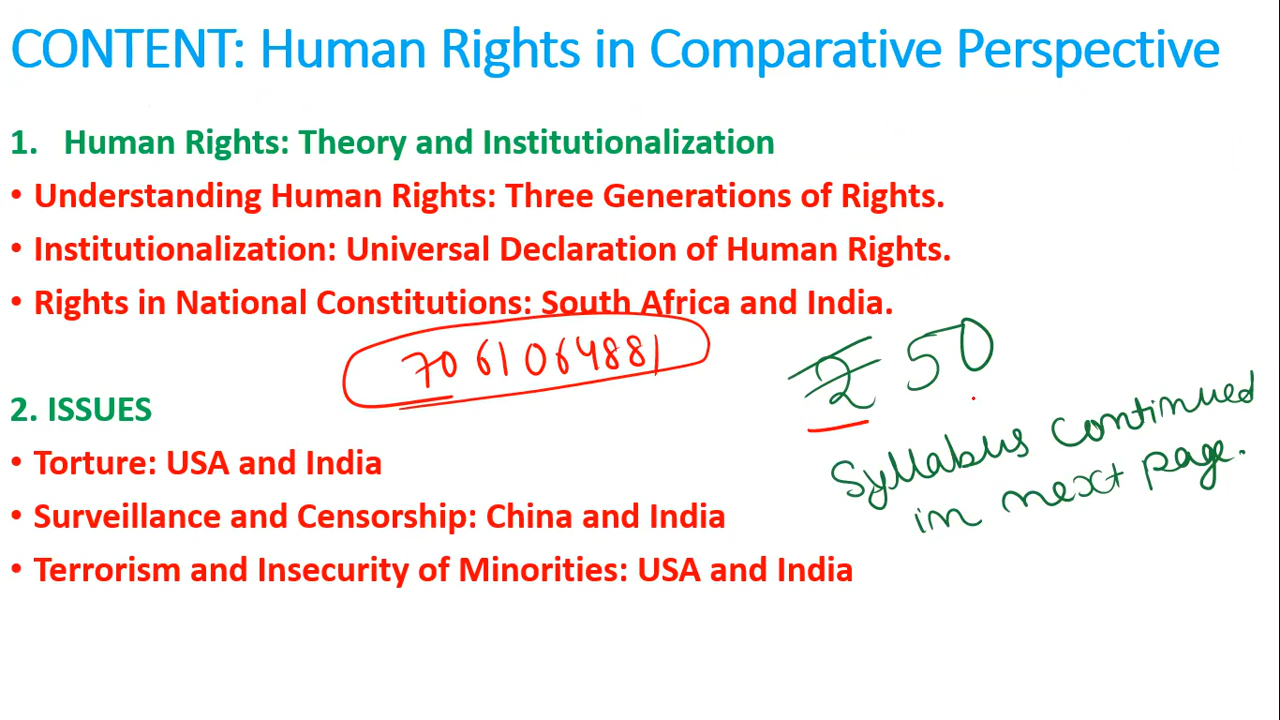 CONTENT: Human Rights in Comparative Perspective
1. Human Rights: Theory and Institutionalization
• Understanding Human Rights: Three Generations of Rights.
• Institutionalization: Universal Declaration of Human Rights.
• Rights in National Constitutions: South Africa and India.
7061064881
₹ 50
2. ISSUES
Syllabus continued
in next page.
• Torture: USA and India
• Surveillance and Censorship: China and India
• Terrorism and Insecurity of Minorities: USA and India